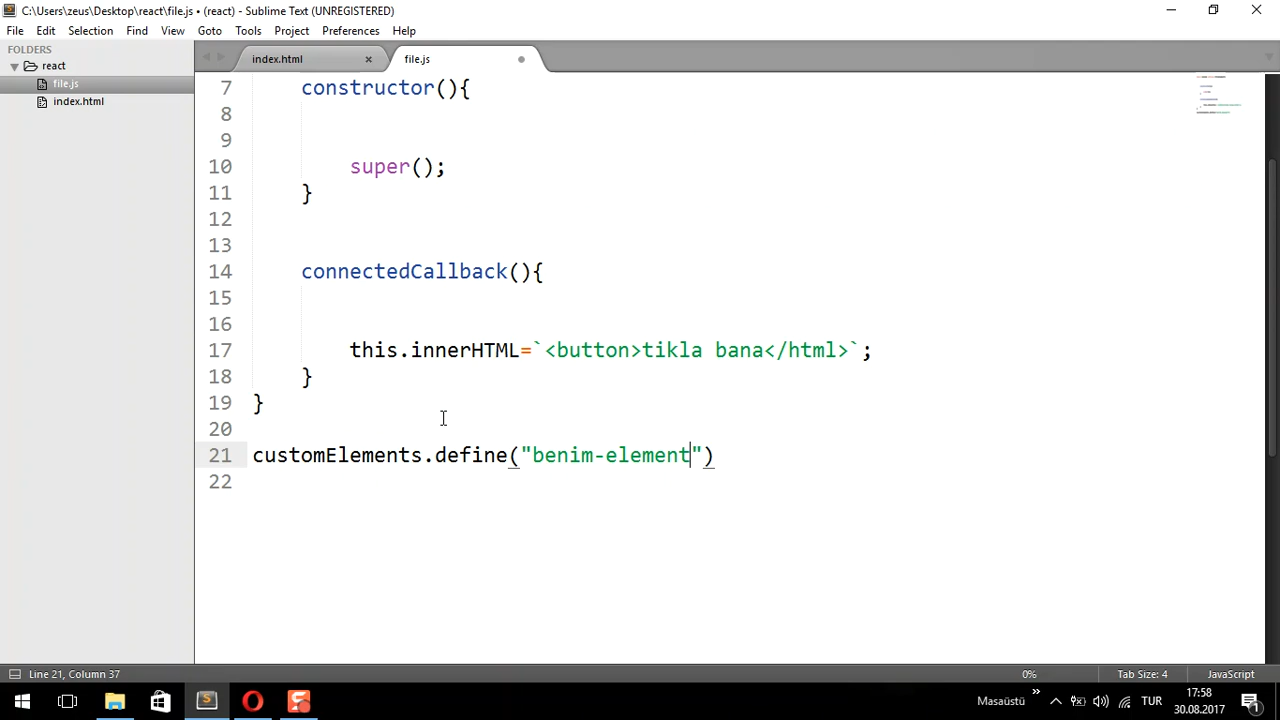 C:\Users\zeus\Desktop\react\file.js • (react) - Sublime Text (UNREGISTERED)
File Edit Selection Find View Goto Tools Project Preferences Help
FOLDERS
react
file.js
index.html
index.html × file.js
7 constructor(){
8
9
10 super();
11 }
12
13
14 connectedCallback(){
15
16
17 this.innerHTML=`<button>tikla bana</html>`;
18 }
19 }
20
21 customElements.define("benim-element")
22
Line 21, Column 37 0% Tab Size: 4 JavaScript
Masaüstü » TUR 17:58
30.08.2017 1